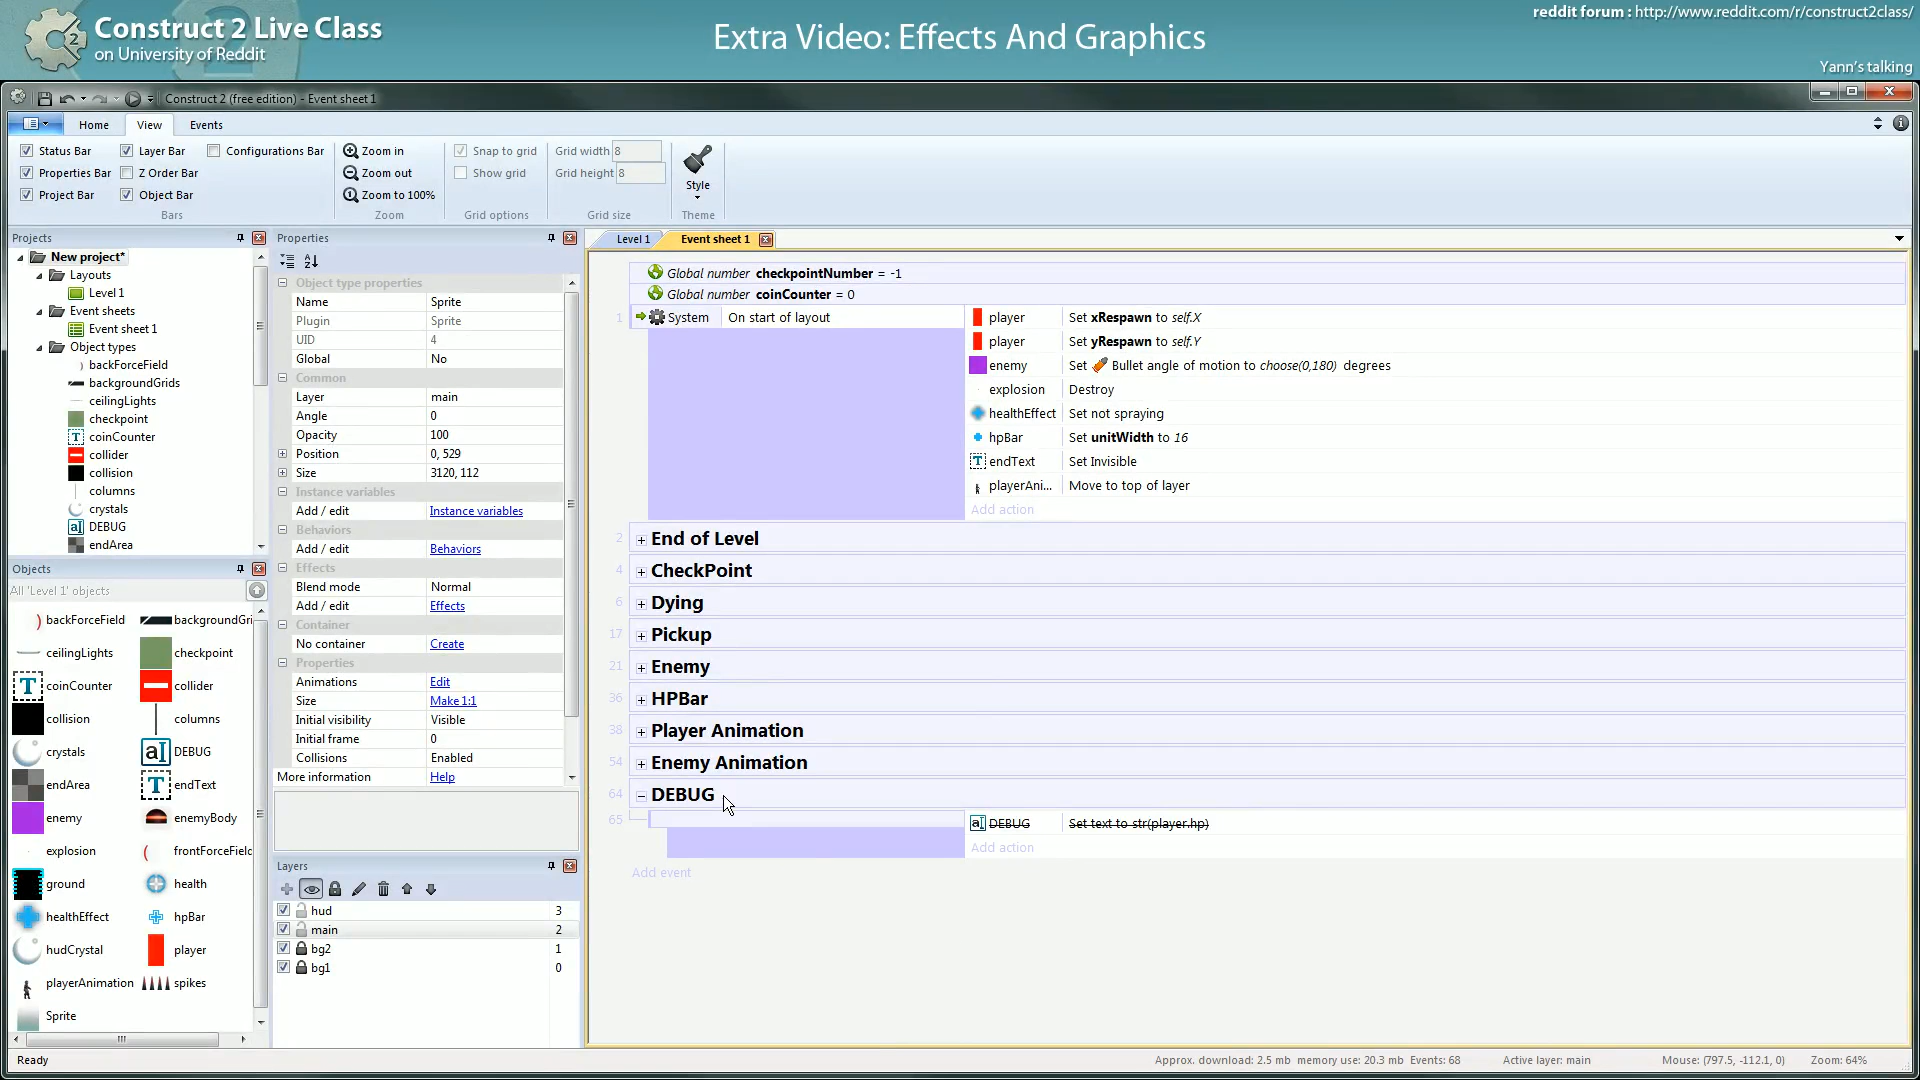 Construct 2 Live Class
on University of Reddit
Extra Video: Effects And Graphics
reddit forum : http://www.reddit.com/r/construct2class/
Yann's talking
Construct 2 (free edition) - Event sheet 1
Home View Events
Status Bar Layer Bar Configurations Bar
Properties Bar Z Order Bar
Project Bar Object Bar
Bars
Zoom in
Zoom out
Zoom to 100%
Zoom
Snap to grid
Show grid
Grid options
Grid width 8
Grid height 8
Grid size
Style
Theme
Projects
New project*
Layouts
Level 1
Event sheets
Event sheet 1
Object types
backForceField
backgroundGrids
ceilingLights
checkpoint
coinCounter
collider
collision
columns
crystals
DEBUG
endArea
Objects
All 'Level 1' objects
backForceField backgroundGri
ceilingLights checkpoint
coinCounter collider
collision columns
crystals DEBUG
endArea endText
enemy enemyBody
explosion frontForceField
ground health
healthEffect hpBar
hudCrystal player
playerAnimation spikes
Sprite
Properties
Object type properties
Name Sprite
Plugin Sprite
UID 4
Global No
Common
Layer main
Angle 0
Opacity 100
Position 0, 529
Size 3120, 112
Instance variables
Add / edit Instance variables
Behaviors
Add / edit Behaviors
Effects
Blend mode Normal
Add / edit Effects
Container
No container Create
Properties
Animations Edit
Size Make 1:1
Initial visibility Visible
Initial frame 0
Collisions Enabled
More information Help
Layers
hud 3
main 2
bg2 1
bg1 0
Level 1 Event sheet 1
Global number checkpointNumber = -1
Global number coinCounter = 0
1 System On start of layout
player Set xRespawn to self.X
player Set yRespawn to self.Y
enemy Set Bullet angle of motion to choose(0,180) degrees
explosion Destroy
healthEffect Set not spraying
hpBar Set unitWidth to 16
endText Set Invisible
playerAni... Move to top of layer
Add action
2 End of Level
4 CheckPoint
6 Dying
17 Pickup
21 Enemy
36 HPBar
38 Player Animation
54 Enemy Animation
64 DEBUG
65 DEBUG Set text to str(player.hp)
Add action
Add event
Ready
Approx. download: 2.5 mb memory use: 20.3 mb Events: 68 Active layer: main Mouse: (797.5, -112.1, 0) Zoom: 64%